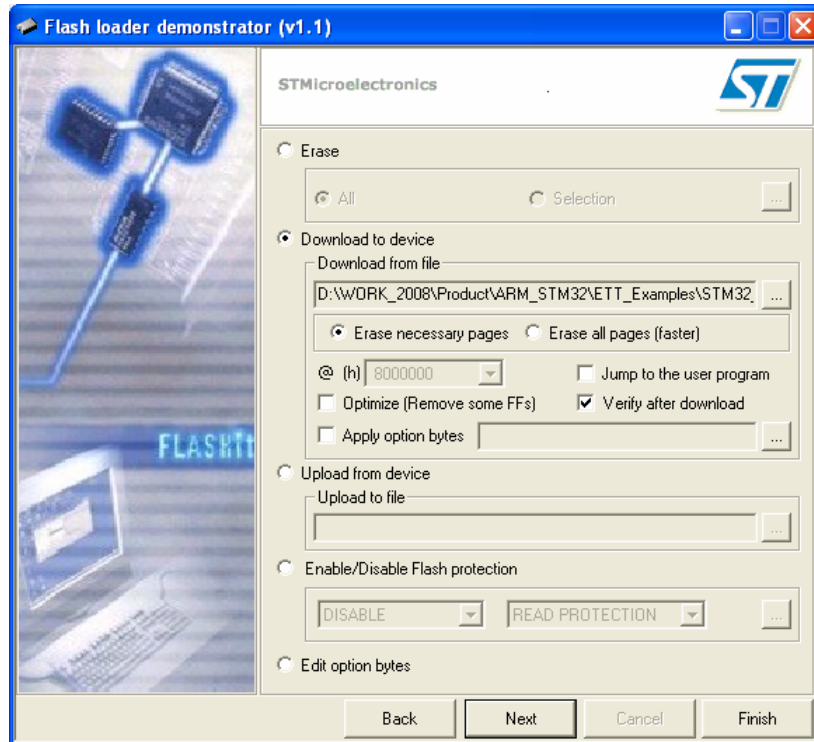 Flash loader demonstrator (v1.1)
STMicroelectronics
ST
Erase
All Selection ...
Download to device
Download from file
D:\WORK_2008\Product\ARM_STM32\ETT_Examples\STM32_ ...
Erase necessary pages Erase all pages (faster)
@ (h) 8000000 Jump to the user program
Optimize (Remove some FFs) Verify after download
Apply option bytes ...
FLASHit
Upload from device
Upload to file
...
Enable/Disable Flash protection
DISABLE READ PROTECTION ...
Edit option bytes
Back Next Cancel Finish